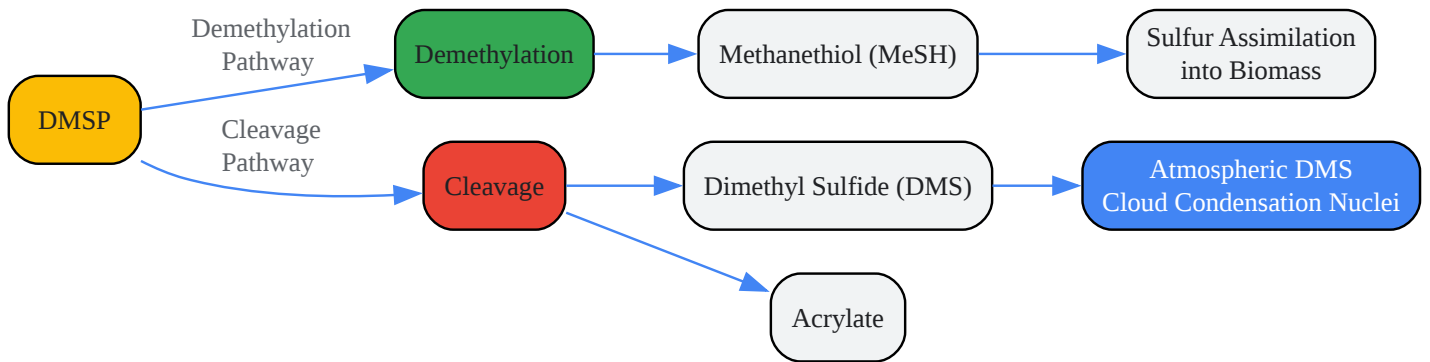 DMSP
Demethylation
Pathway
Demethylation
Methanethiol (MeSH)
Sulfur Assimilation
into Biomass
Cleavage
Pathway
Cleavage
Dimethyl Sulfide (DMS)
Atmospheric DMS
Cloud Condensation Nuclei
Acrylate